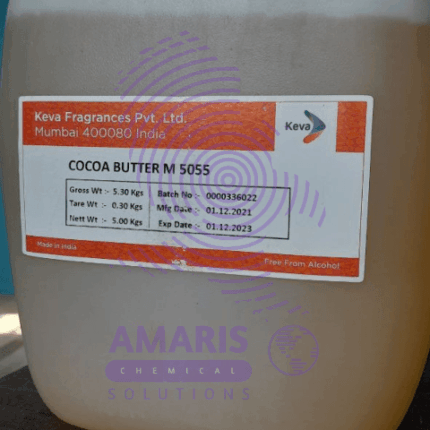 Keva Fragrances Pvt. Ltd.
Mumbai 400080 India
Keva
COCOA BUTTER M 5055
Gross Wt :- 5.30 Kgs Batch No :- 0000336022
Tare Wt :- 0.30 Kgs Mfg Date :- 01.12.2021
Nett Wt :- 5.00 Kgs Exp Date :- 01.12.2023
Made in India
Free From Alcohol
AMARIS
CHEMICAL
SOLUTIONS